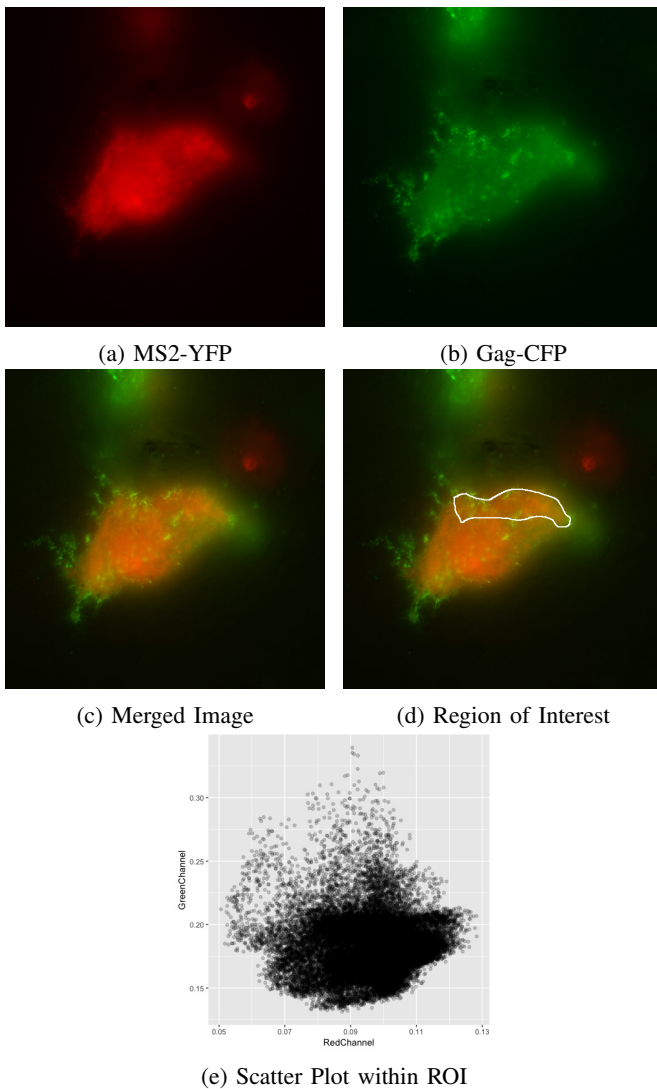 (a) MS2-YFP
(b) Gag-CFP
(c) Merged Image
(d) Region of Interest
GreenChannel
0.30
0.25
0.20
0.15
0.05
0.07
0.09
0.11
0.13
RedChannel
(e) Scatter Plot within ROI